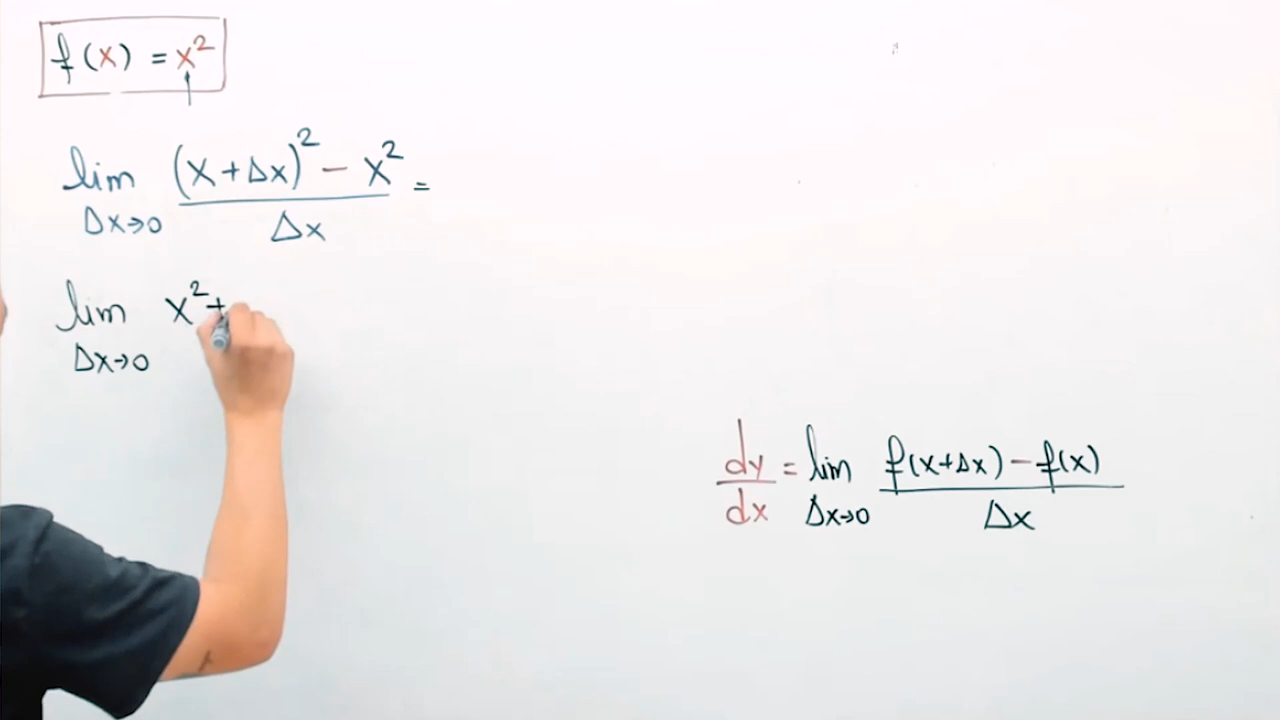 f(x) = x²
lim (x+Δx)² - x² =
Δx→0 Δx
lim x² +
Δx→0
dy = lim f(x+Δx) - f(x)
dx Δx→0 Δx